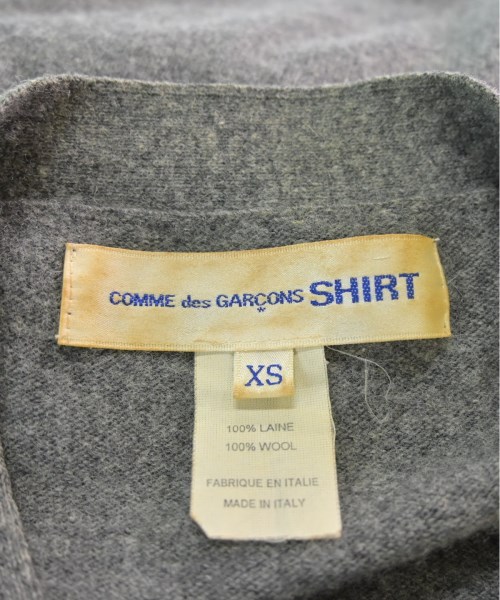 COMME des GARÇONS SHIRT
XS
100% LAINE
100% WOOL
FABRIQUE EN ITALIE
MADE IN ITALY